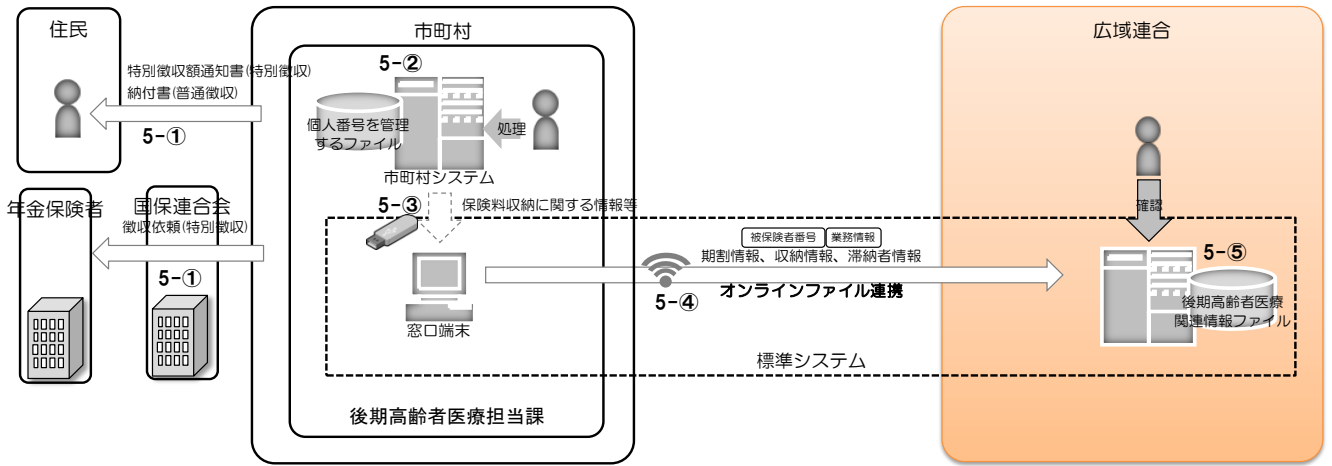 住民
特別徴収額通知書(特別徴収)
納付書(普通徴収)
5-①
年金保険者
国保連合会
徴収依頼(特別徴収)
5-①
市町村
5-②
個人番号を管理
するファイル
処理
市町村システム
5-③
保険料収納に関する情報等
窓口端末
後期高齢者医療担当課
被保険者番号
業務情報
期割情報、収納情報、滞納者情報
5-④
オンラインファイル連携
標準システム
広域連合
確認
5-⑤
後期高齢者医療
関連情報ファイル